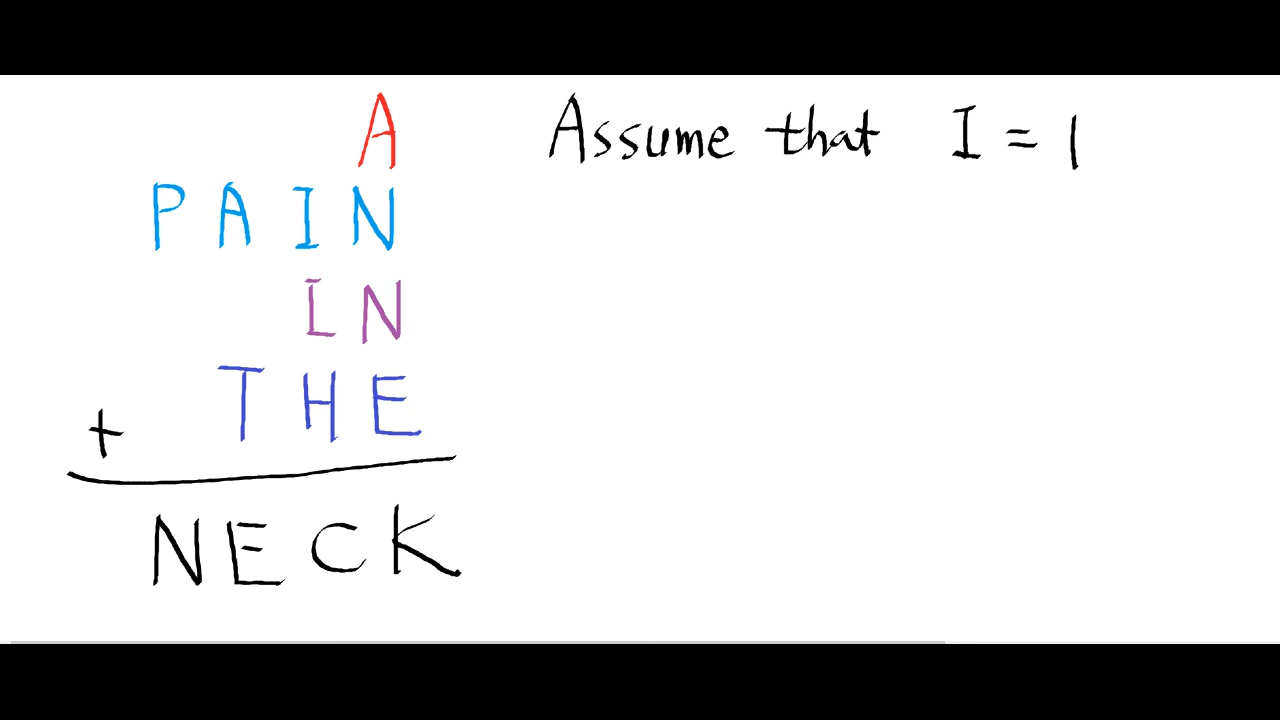 A Assume that I = 1
PAIN
IN
+ THE
NECK